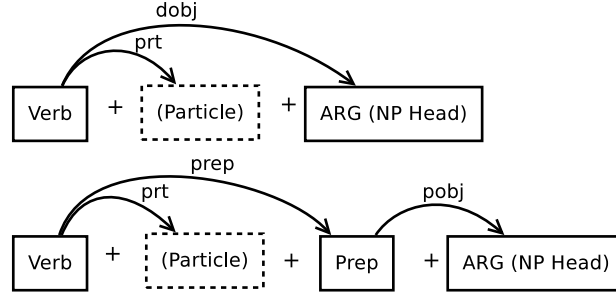 dobj
prt
Verb + (Particle) + ARG (NP Head)
prep
prt pobj
Verb + (Particle) + Prep + ARG (NP Head)